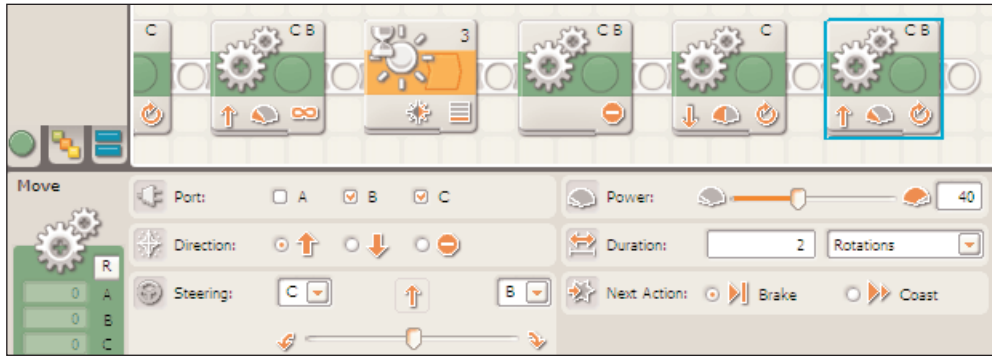 C
C B
3
C B
C
C B
Move
R
0 A
0 B
0 C
Port: A B C
Direction:
Steering: C B
Power: 40
Duration: 2 Rotations
Next Action: Brake Coast